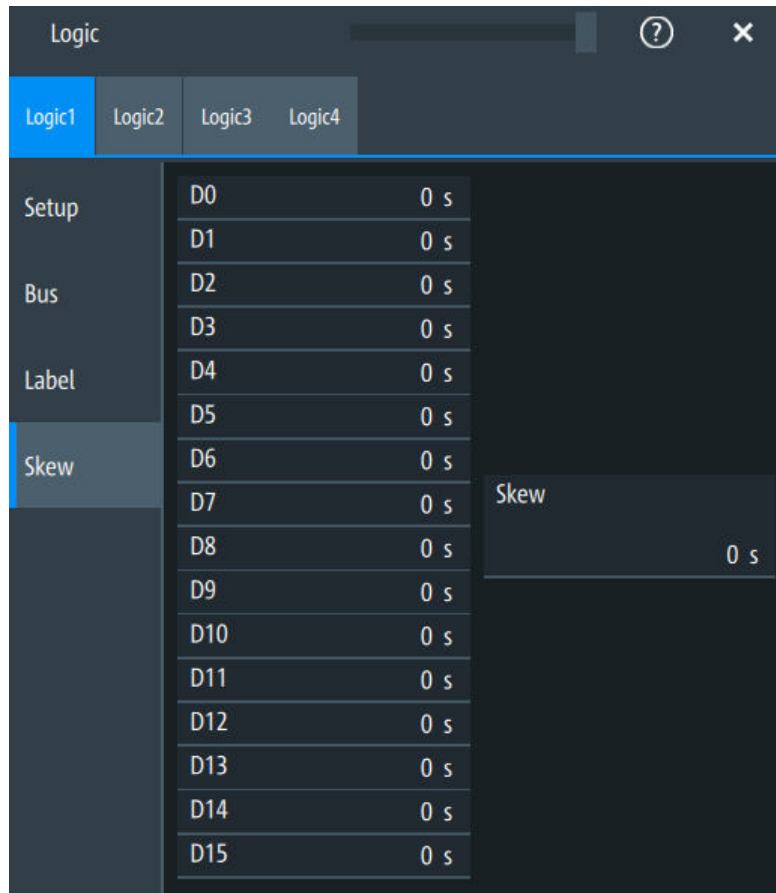 Logic ? ×
Logic1 Logic2 Logic3 Logic4
Setup
Bus
Label
Skew
D0 0 s
D1 0 s
D2 0 s
D3 0 s
D4 0 s
D5 0 s
D6 0 s
D7 0 s
D8 0 s
D9 0 s
D10 0 s
D11 0 s
D12 0 s
D13 0 s
D14 0 s
D15 0 s
Skew
0 s